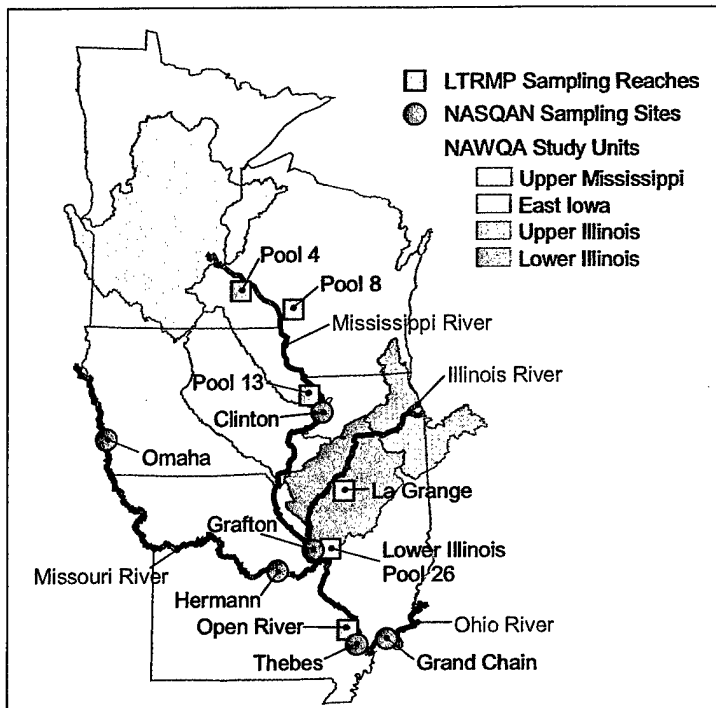 LTRMP Sampling Reaches
NASQAN Sampling Sites
NAWQA Study Units
Upper Mississippi
East Iowa
Upper Illinois
Lower Illinois
Pool 4
Pool 8
Mississippi River
Pool 13
Illinois River
Clinton
Omaha
La Grange
Grafton
Lower Illinois
Pool 26
Missouri River
Hermann
Open River
Ohio River
Thebes
Grand Chain